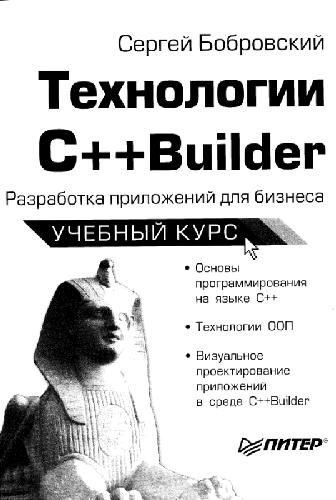 Сергей Бобровский
Технологии
C++Builder
Разработка приложений для бизнеса
УЧЕБНЫЙ КУРС
• Основы
программирования
на языке C++
• Технологии ООП
• Визуальное
проектирование
приложений
в среде C++Builder
ПИТЕР®